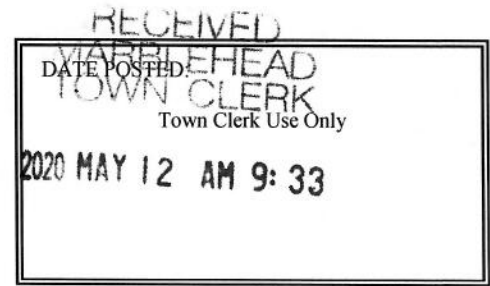 RECEIVED
MARBLEHEAD
DATE POSTED:
TOWN CLERK
Town Clerk Use Only
2020 MAY 12 AM 9:33